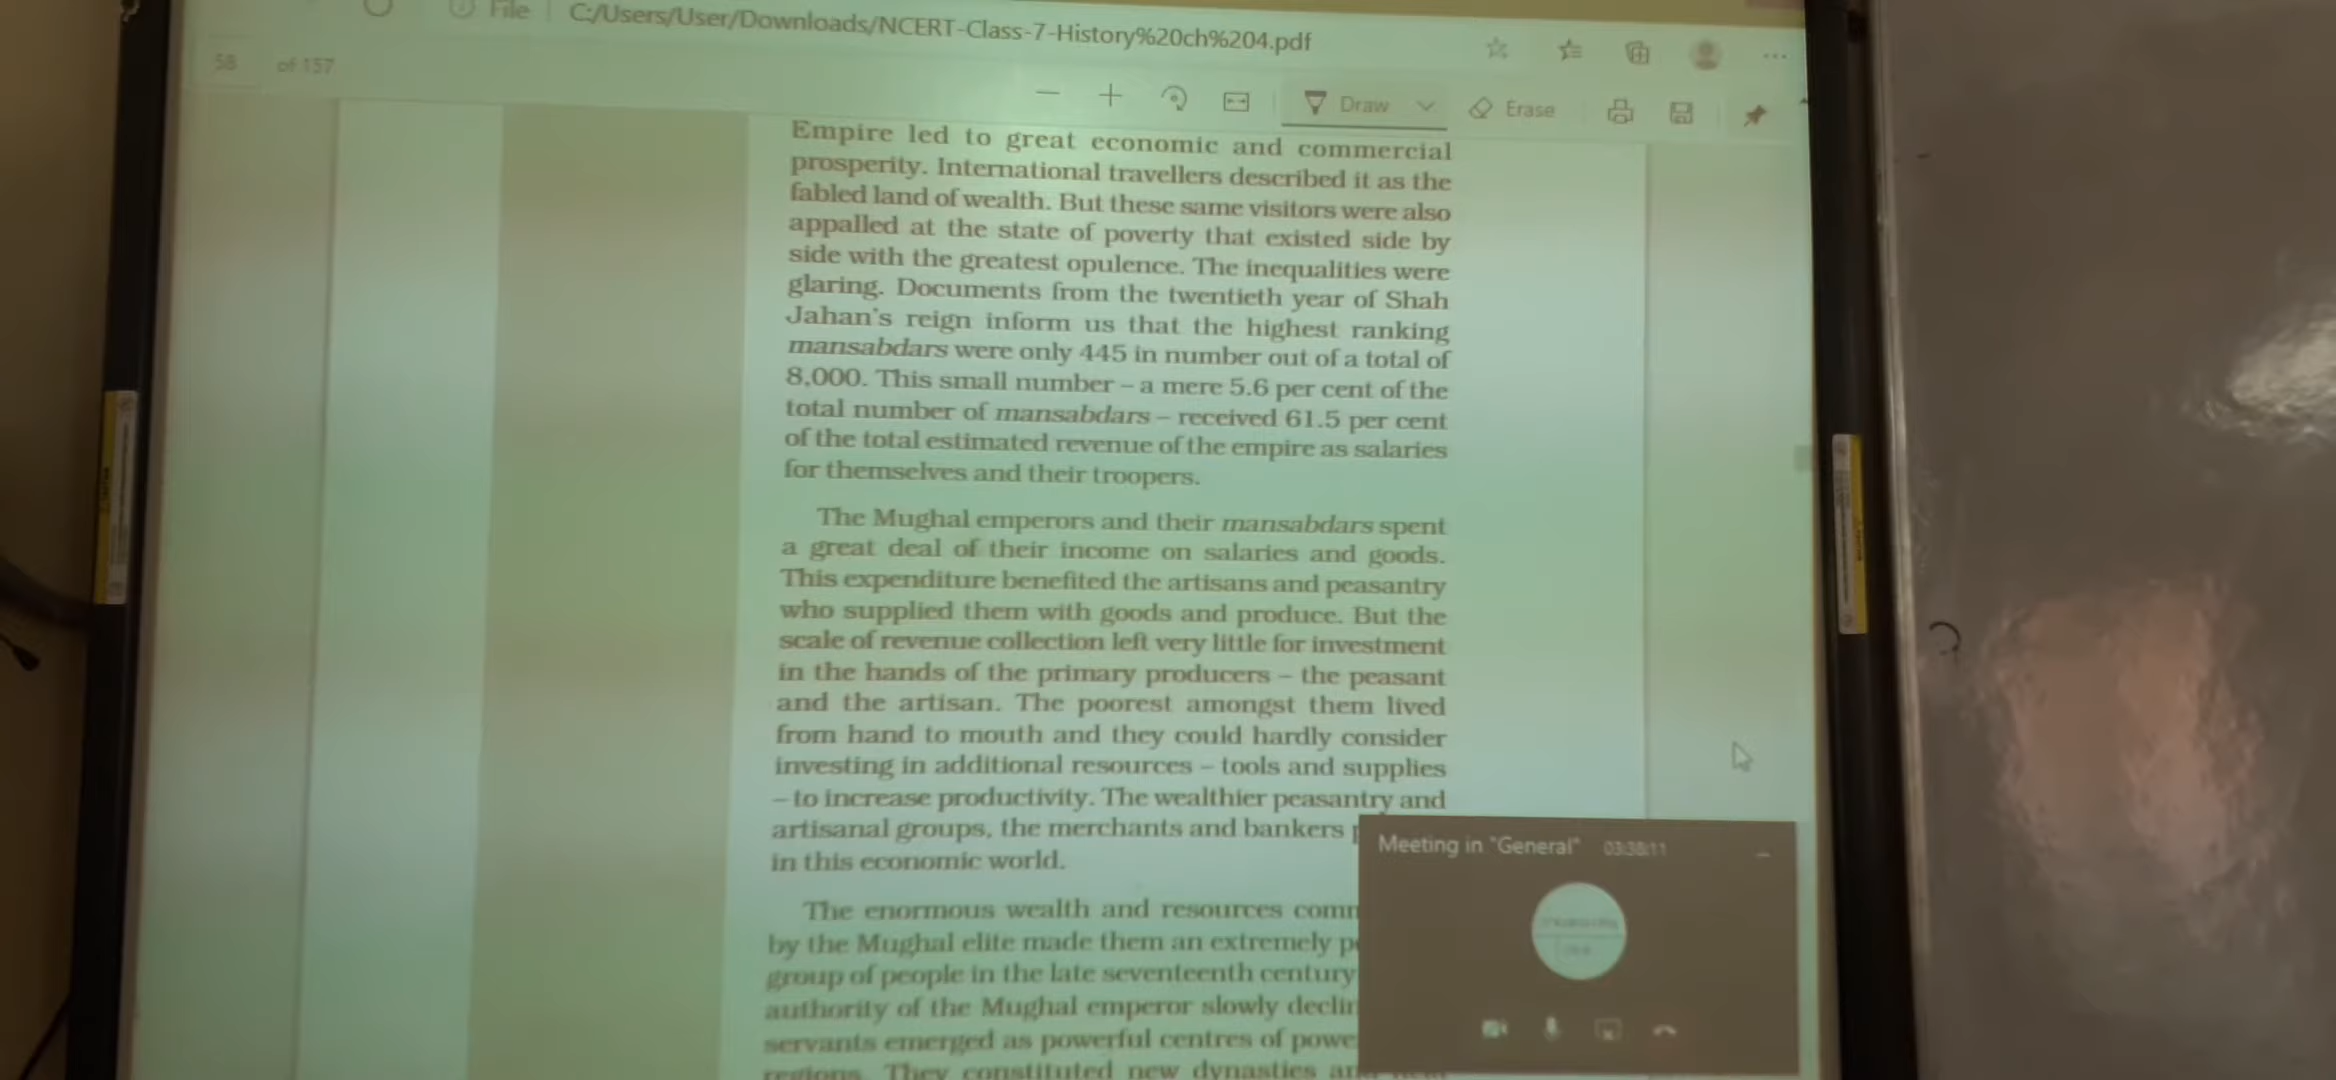 File C:/Users/User/Downloads/NCERT-Class-7-History%20ch%204.pdf
58 of 157
Draw Erase
Empire led to great economic and commercial
prosperity. International travellers described it as the
fabled land of wealth. But these same visitors were also
appalled at the state of poverty that existed side by
side with the greatest opulence. The inequalities were
glaring. Documents from the twentieth year of Shah
Jahan's reign inform us that the highest ranking
mansabdars were only 445 in number out of a total of
8,000. This small number – a mere 5.6 per cent of the
total number of mansabdars – received 61.5 per cent
of the total estimated revenue of the empire as salaries
for themselves and their troopers.
The Mughal emperors and their mansabdars spent
a great deal of their income on salaries and goods.
This expenditure benefited the artisans and peasantry
who supplied them with goods and produce. But the
scale of revenue collection left very little for investment
in the hands of the primary producers – the peasant
and the artisan. The poorest amongst them lived
from hand to mouth and they could hardly consider
investing in additional resources – tools and supplies
– to increase productivity. The wealthier peasantry and
artisanal groups, the merchants and bankers
in this economic world.
The enormous wealth and resources
by the Mughal elite made them an extremely
group of people in the late seventeenth century
authority of the Mughal emperor slowly
servants emerged as powerful centres of
regions. They constituted new dynasties
Meeting in "General" 03:38:11